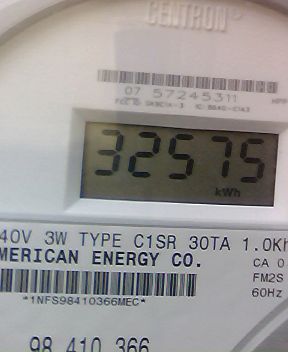 CENTRON®
07 57245311
32575
kWh
40V 3W TYPE C1SR 30TA 1.0Kh
MERICAN ENERGY CO.
CA 0
FM2S
60Hz
*1NFS98410366MEC*
98 410 366